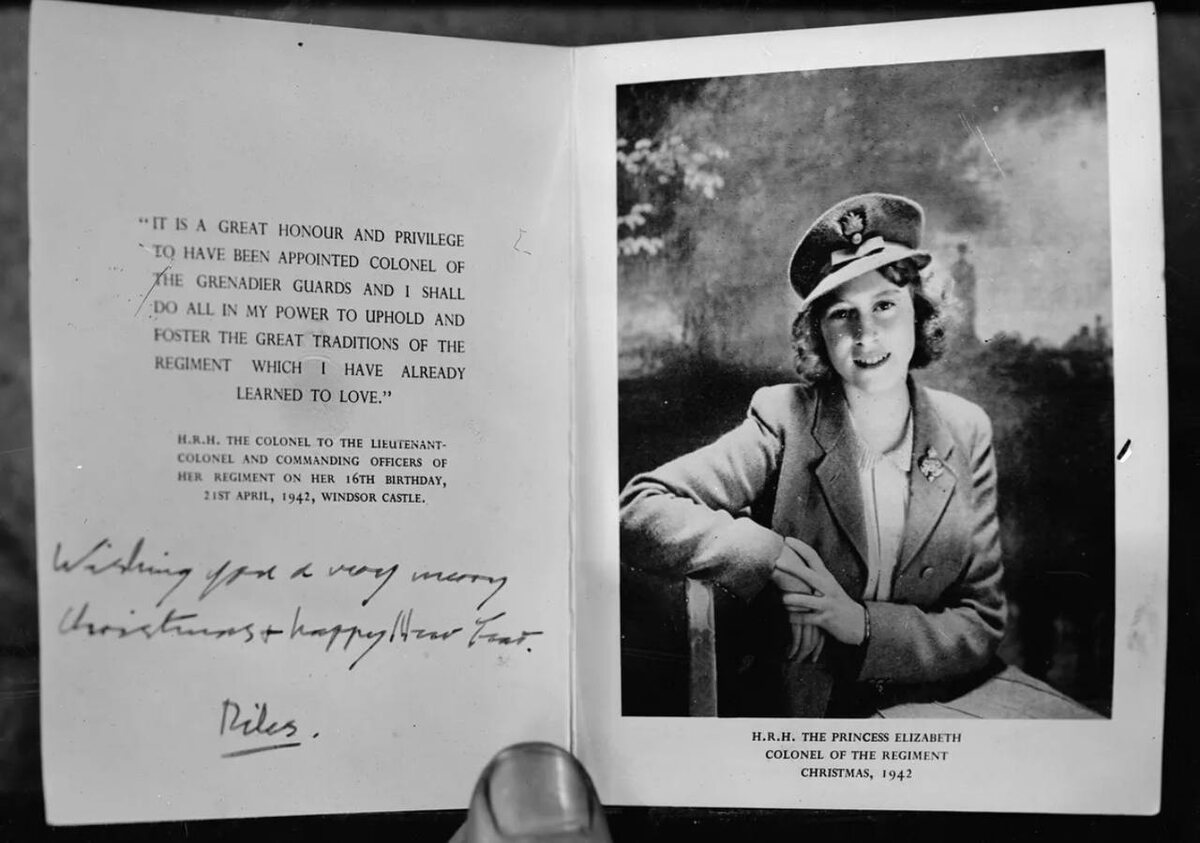 "IT IS A GREAT HONOUR AND PRIVILEGE
TO HAVE BEEN APPOINTED COLONEL OF
THE GRENADIER GUARDS AND I SHALL
DO ALL IN MY POWER TO UPHOLD AND
FOSTER THE GREAT TRADITIONS OF THE
REGIMENT WHICH I HAVE ALREADY
LEARNED TO LOVE."
H.R.H. THE COLONEL TO THE LIEUTENANT-
COLONEL AND COMMANDING OFFICERS OF
HER REGIMENT ON HER 16TH BIRTHDAY,
21ST APRIL, 1942, WINDSOR CASTLE.
Wishing you a very merry
Christmas & happy New Year.
H.R.H. THE PRINCESS ELIZABETH
COLONEL OF THE REGIMENT
CHRISTMAS, 1942